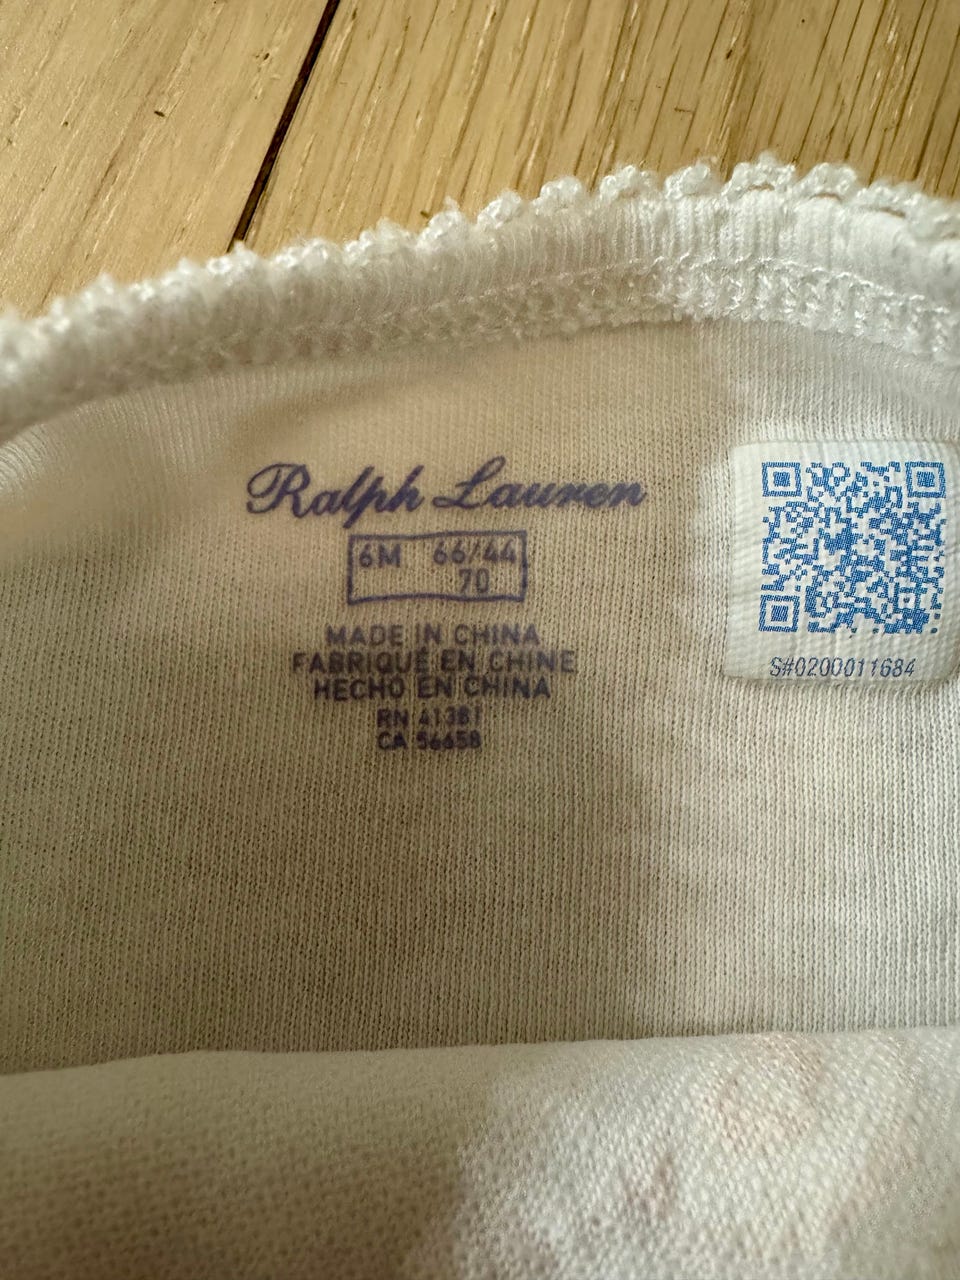 Ralph Lauren
6M 66/44
70
MADE IN CHINA
FABRIQUÉ EN CHINE
HECHO EN CHINA
RN 41381
CA 56658
S#0200011684